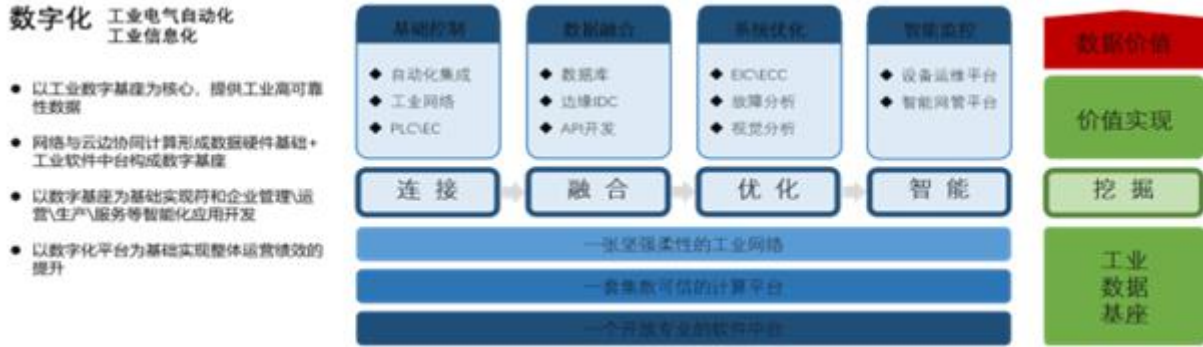 数字化 工业电气自动化
工业信息化
● 以工业数字基座为核心，提供工业高可靠
性数据
● 网络与云边协同计算形成数据硬件基础+
工业软件中台构成数字基座
● 以数字基座为基础实现符和企业管理\运
营\生产\服务等智能化应用开发
● 以数字化平台为基础实现整体运营绩效的
提升
基础控制
◆ 自动化集成
◆ 工业网络
◆ PLC\EC
数据融合
◆ 数据库
◆ 边缘IDC
◆ API开发
系统优化
◆ EIC\ECC
◆ 故障分析
◆ 视觉分析
智能监控
◆ 设备运维平台
◆ 智能网管平台
连接
融合
优化
智能
一张坚强柔性的工业网络
一套集散可信的计算平台
一个开放专业的软件中台
数据价值
价值实现
挖掘
工业
数据
基座